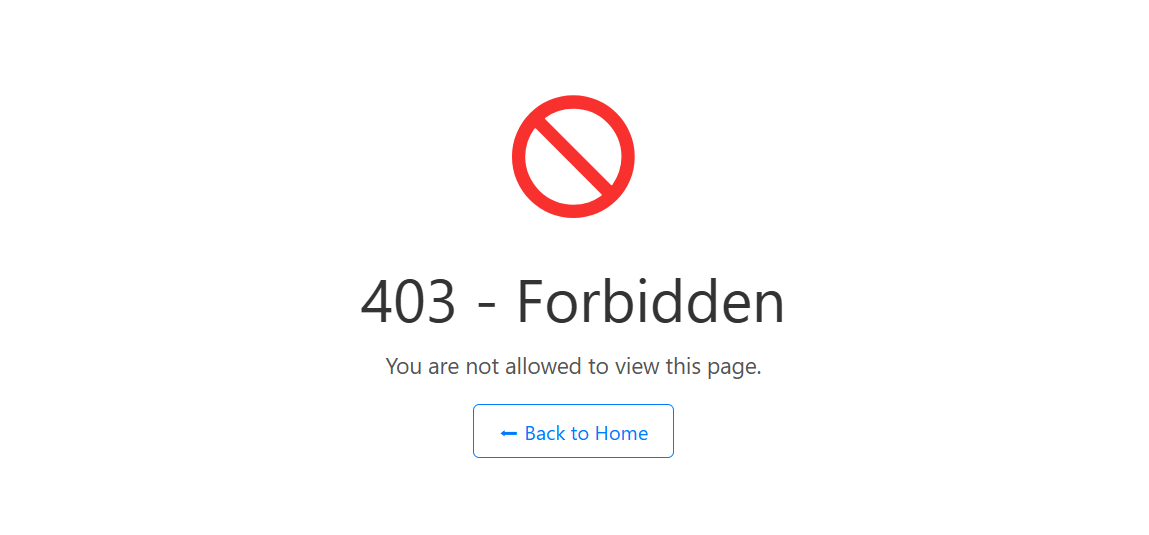 403 - Forbidden
You are not allowed to view this page.
← Back to Home